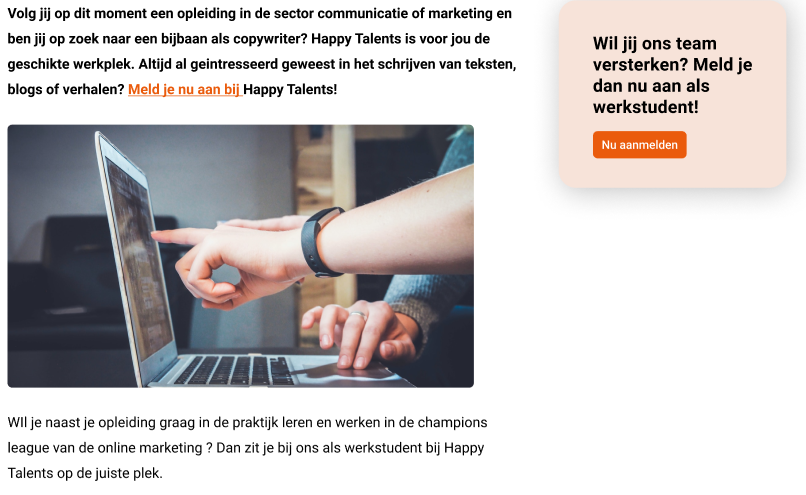 Volg jij op dit moment een opleiding in de sector communicatie of marketing en
ben jij op zoek naar een bijbaan als copywriter? Happy Talents is voor jou de
geschikte werkplek. Altijd al geintresseerd geweest in het schrijven van teksten,
blogs of verhalen? Meld je nu aan bij Happy Talents!
Wil jij ons team
versterken? Meld je
dan nu aan als
werkstudent!
Nu aanmelden
WIl je naast je opleiding graag in de praktijk leren en werken in de champions
league van de online marketing ? Dan zit je bij ons als werkstudent bij Happy
Talents op de juiste plek.